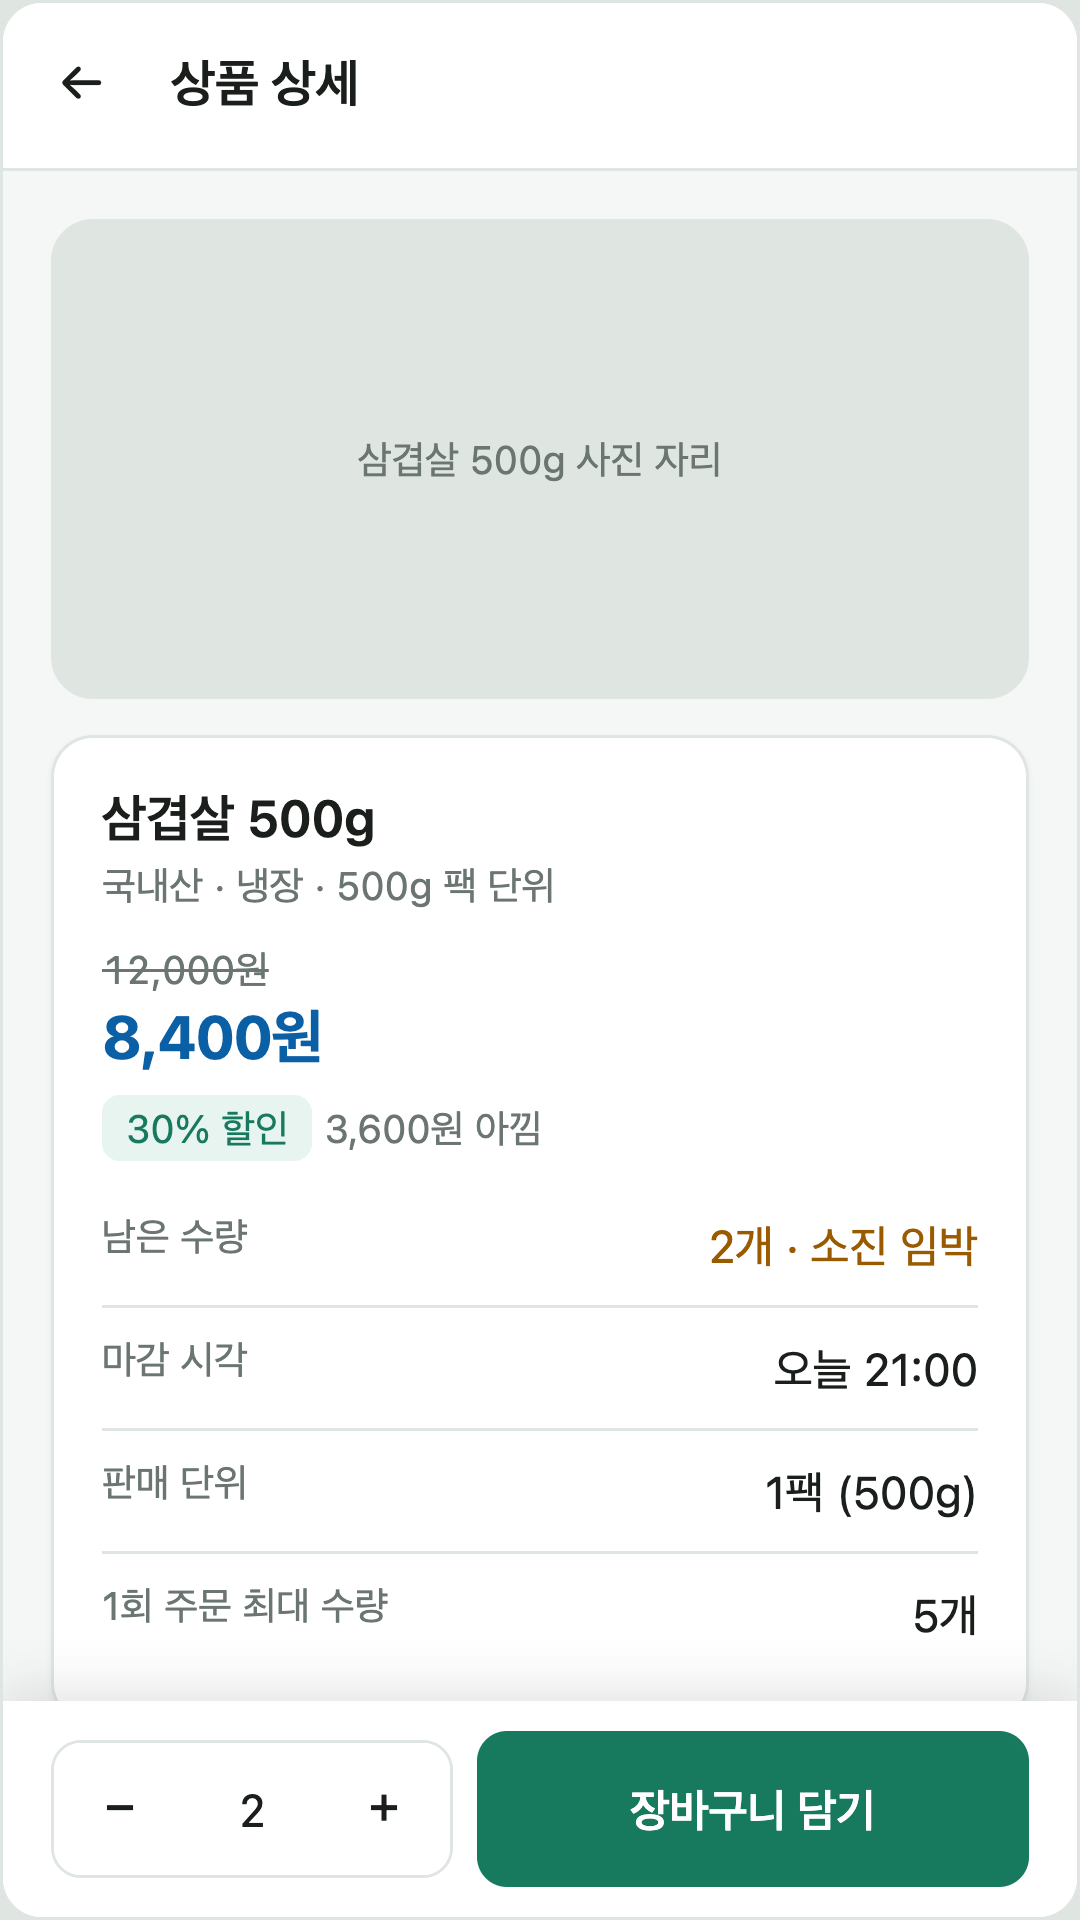 상품 상세
삼겹살 500g 사진 자리
삼겹살 500g
국내산 · 냉장 · 500g 팩 단위
12,000원
8,400원
30% 할인 3,600원 아낌
남은 수량 2개 · 소진 임박
마감 시각 오늘 21:00
판매 단위 1팩 (500g)
1회 주문 최대 수량 5개
− 2 + 장바구니 담기